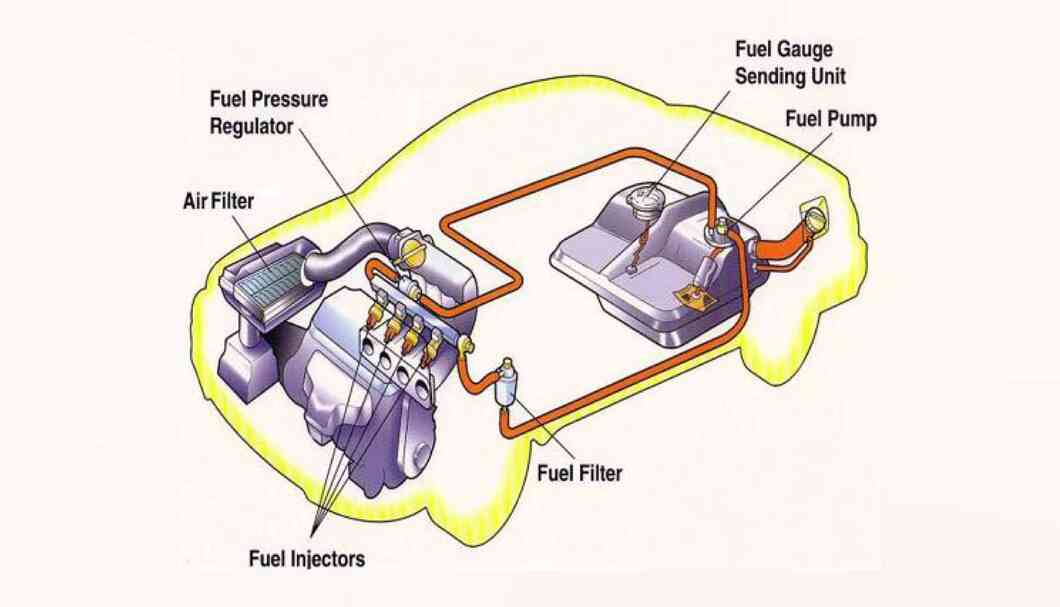 Fuel Gauge
Sending Unit
Fuel Pressure
Regulator
Fuel Pump
Air Filter
Fuel Filter
Fuel Injectors